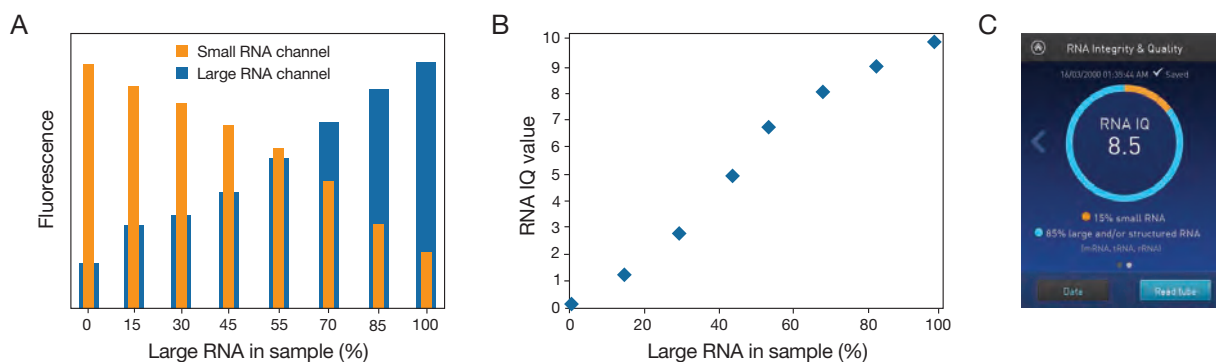 A
Small RNA channel
Large RNA channel
Fluorescence
0 15 30 45 55 70 85 100
Large RNA in sample (%)
B
10
9
8
7
6
5
4
3
2
1
0
RNA IQ value
0 20 40 60 80 100
Large RNA in sample (%)
C
RNA Integrity & Quality
16/03/2000 01:35:44 AM ✓ Saved
RNA IQ
8.5
15% small RNA
85% large and/or structured RNA
(mRNA, tRNA, rRNA)
Data
Read tube